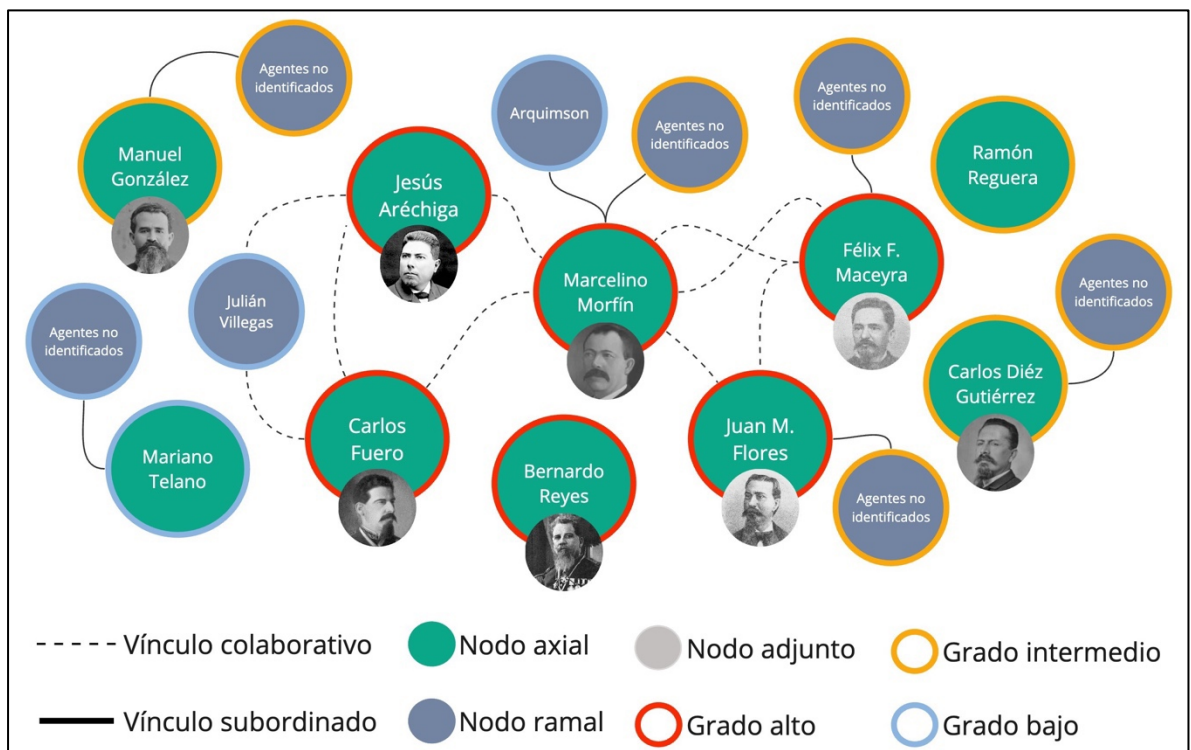 Agentes no
identificados
Manuel
González
Jesús
Aréchiga
Arquimson
Agentes no
identificados
Agentes no
identificados
Ramón
Reguera
Félix F.
Maceyra
Marcelino
Morfín
Julián
Villegas
Agentes no
identificados
Agentes no
identificados
Carlos Diéz
Gutiérrez
Mariano
Telano
Carlos
Fuero
Bernardo
Reyes
Juan M.
Flores
Agentes no
identificados
Vínculo colaborativo
Nodo axial
Nodo adjunto
Grado intermedio
Vínculo subordinado
Nodo ramal
Grado alto
Grado bajo